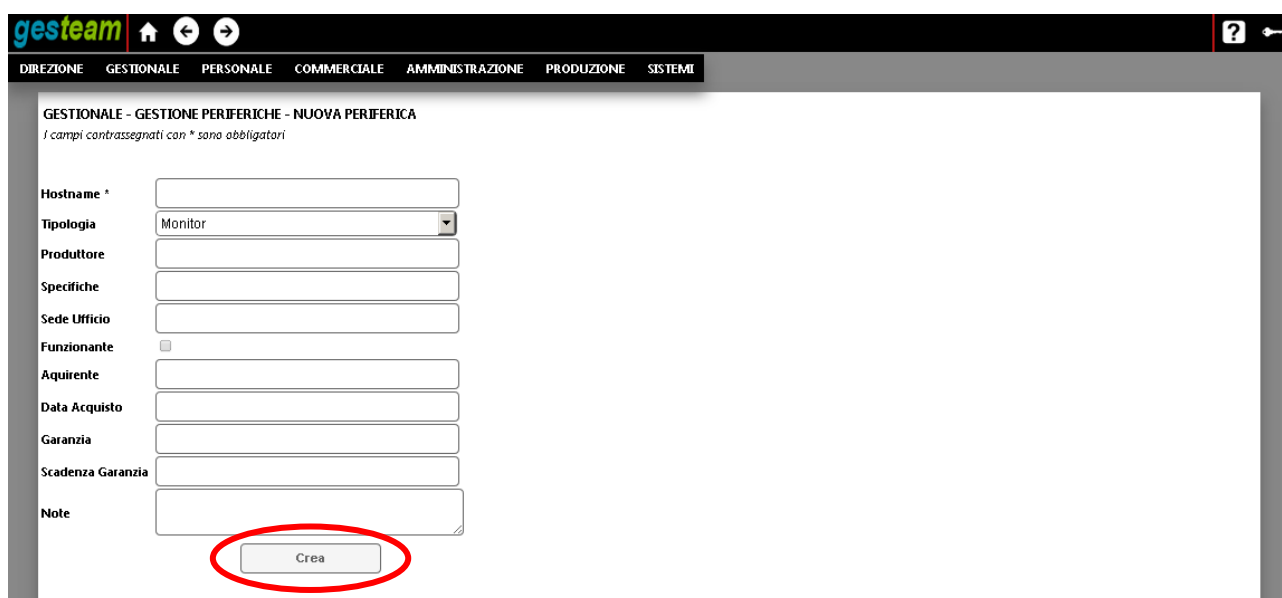 gesteam ?
DIREZIONE GESTIONALE PERSONALE COMMERCIALE AMMINISTRAZIONE PRODUZIONE SISTEMI
GESTIONALE - GESTIONE PERIFERICHE - NUOVA PERIFERICA
I campi contrassegnati con * sono obbligatori
Hostname *
Tipologia Monitor
Produttore
Specifiche
Sede Ufficio
Funzionante
Aquirente
Data Acquisto
Garanzia
Scadenza Garanzia
Note
Crea